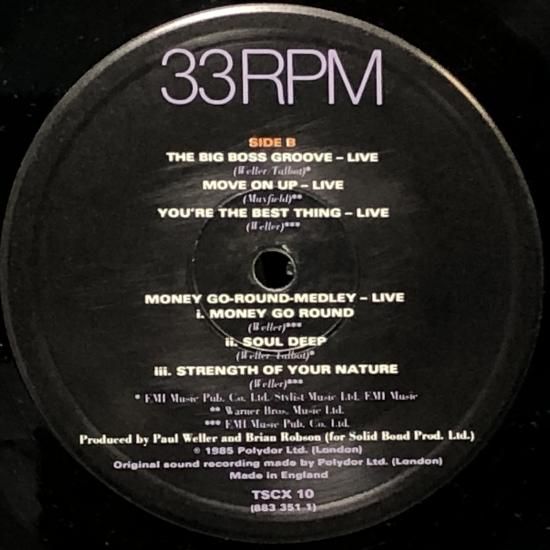 33RPM
SIDE B
THE BIG BOSS GROOVE – LIVE
(Weller/Talbot)*
MOVE ON UP – LIVE
(Mayfield)**
YOU'RE THE BEST THING – LIVE
(Weller)***
MONEY GO-ROUND-MEDLEY – LIVE
i. MONEY GO ROUND
(Weller)***
ii. SOUL DEEP
(Weller Talbot)*
iii. STRENGTH OF YOUR NATURE
(Weller)***
* EMI Music Pub. Co. Ltd. Stylist Music Ltd. EMI Music
** Warner Bros. Music Ltd.
*** EMI Music Pub. Co. Ltd.
Produced by Paul Weller and Brian Robson (for Solid Bond Prod. Ltd.)
℗ 1985 Polydor Ltd. (London)
Original sound recording made by Polydor Ltd. (London)
Made in England
TSCX 10
(883 351-1)